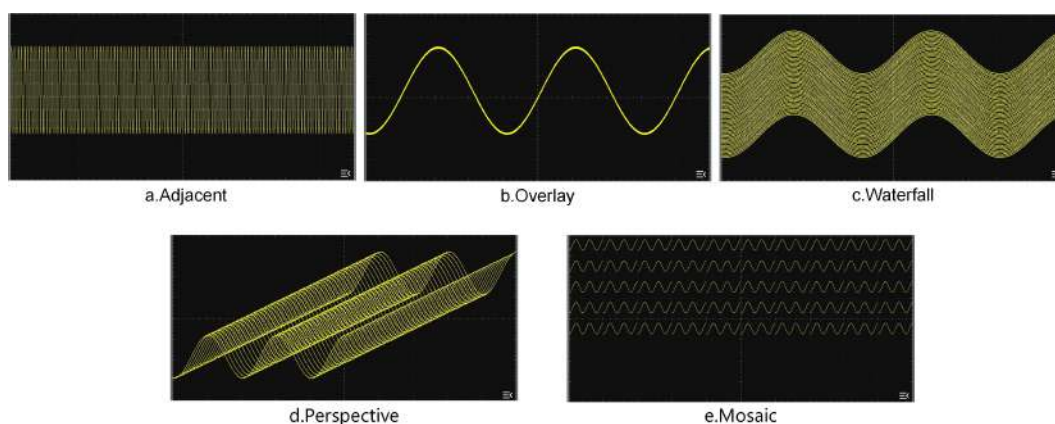 a.Adjacent
b.Overlay
c.Waterfall
d.Perspective
e.Mosaic